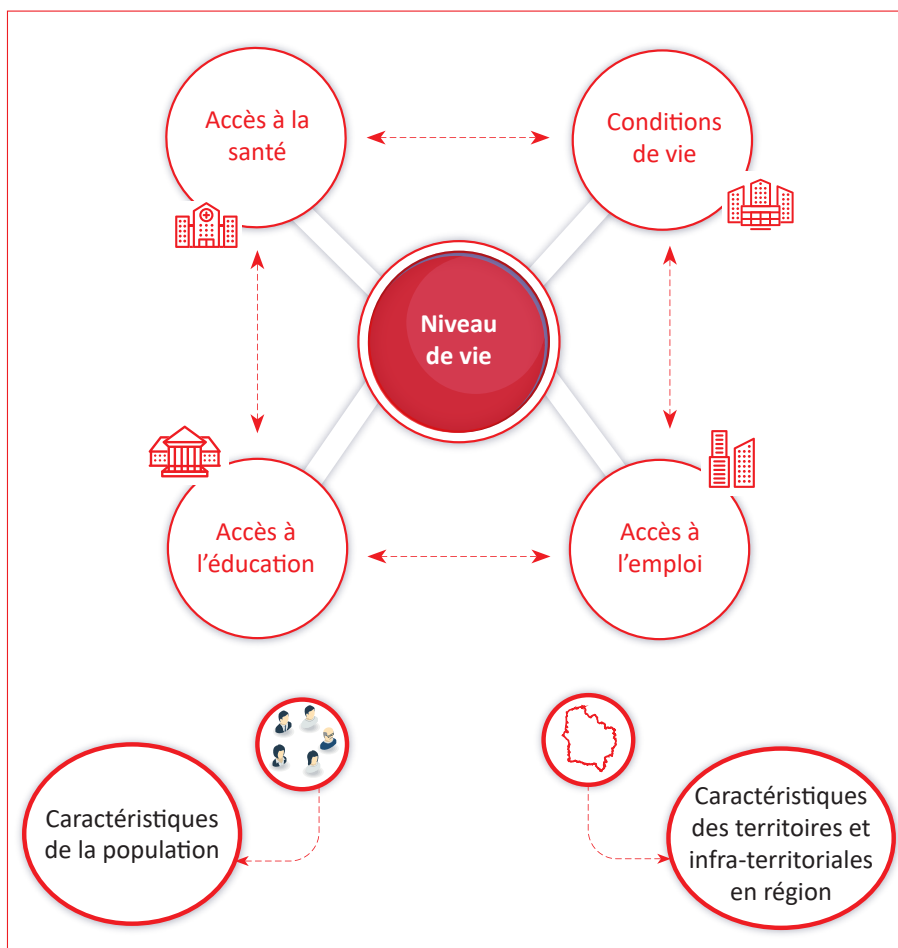 Accès à la
santé
Conditions
de vie
Niveau
de vie
Accès à
l'éducation
Accès à
l'emploi
Caractéristiques
de la population
Caractéristiques
des territoires et
infra-territoriales
en région